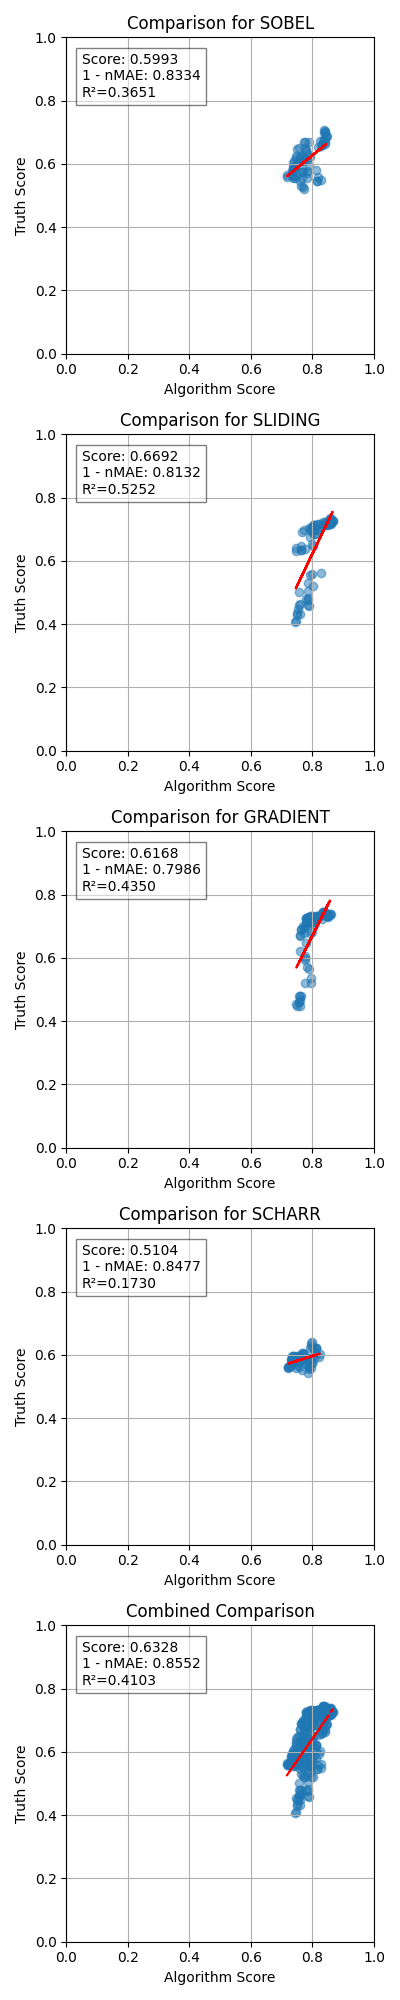 Comparison for SOBEL
Score: 0.5993
1 - nMAE: 0.8334
R²=0.3651
1.0
0.8
0.6
0.4
0.2
0.0
Truth Score
0.0 0.2 0.4 0.6 0.8 1.0
Algorithm Score
Comparison for SLIDING
Score: 0.6692
1 - nMAE: 0.8132
R²=0.5252
1.0
0.8
0.6
0.4
0.2
0.0
Truth Score
0.0 0.2 0.4 0.6 0.8 1.0
Algorithm Score
Comparison for GRADIENT
Score: 0.6168
1 - nMAE: 0.7986
R²=0.4350
1.0
0.8
0.6
0.4
0.2
0.0
Truth Score
0.0 0.2 0.4 0.6 0.8 1.0
Algorithm Score
Comparison for SCHARR
Score: 0.5104
1 - nMAE: 0.8477
R²=0.1730
1.0
0.8
0.6
0.4
0.2
0.0
Truth Score
0.0 0.2 0.4 0.6 0.8 1.0
Algorithm Score
Combined Comparison
Score: 0.6328
1 - nMAE: 0.8552
R²=0.4103
1.0
0.8
0.6
0.4
0.2
0.0
Truth Score
0.0 0.2 0.4 0.6 0.8 1.0
Algorithm Score